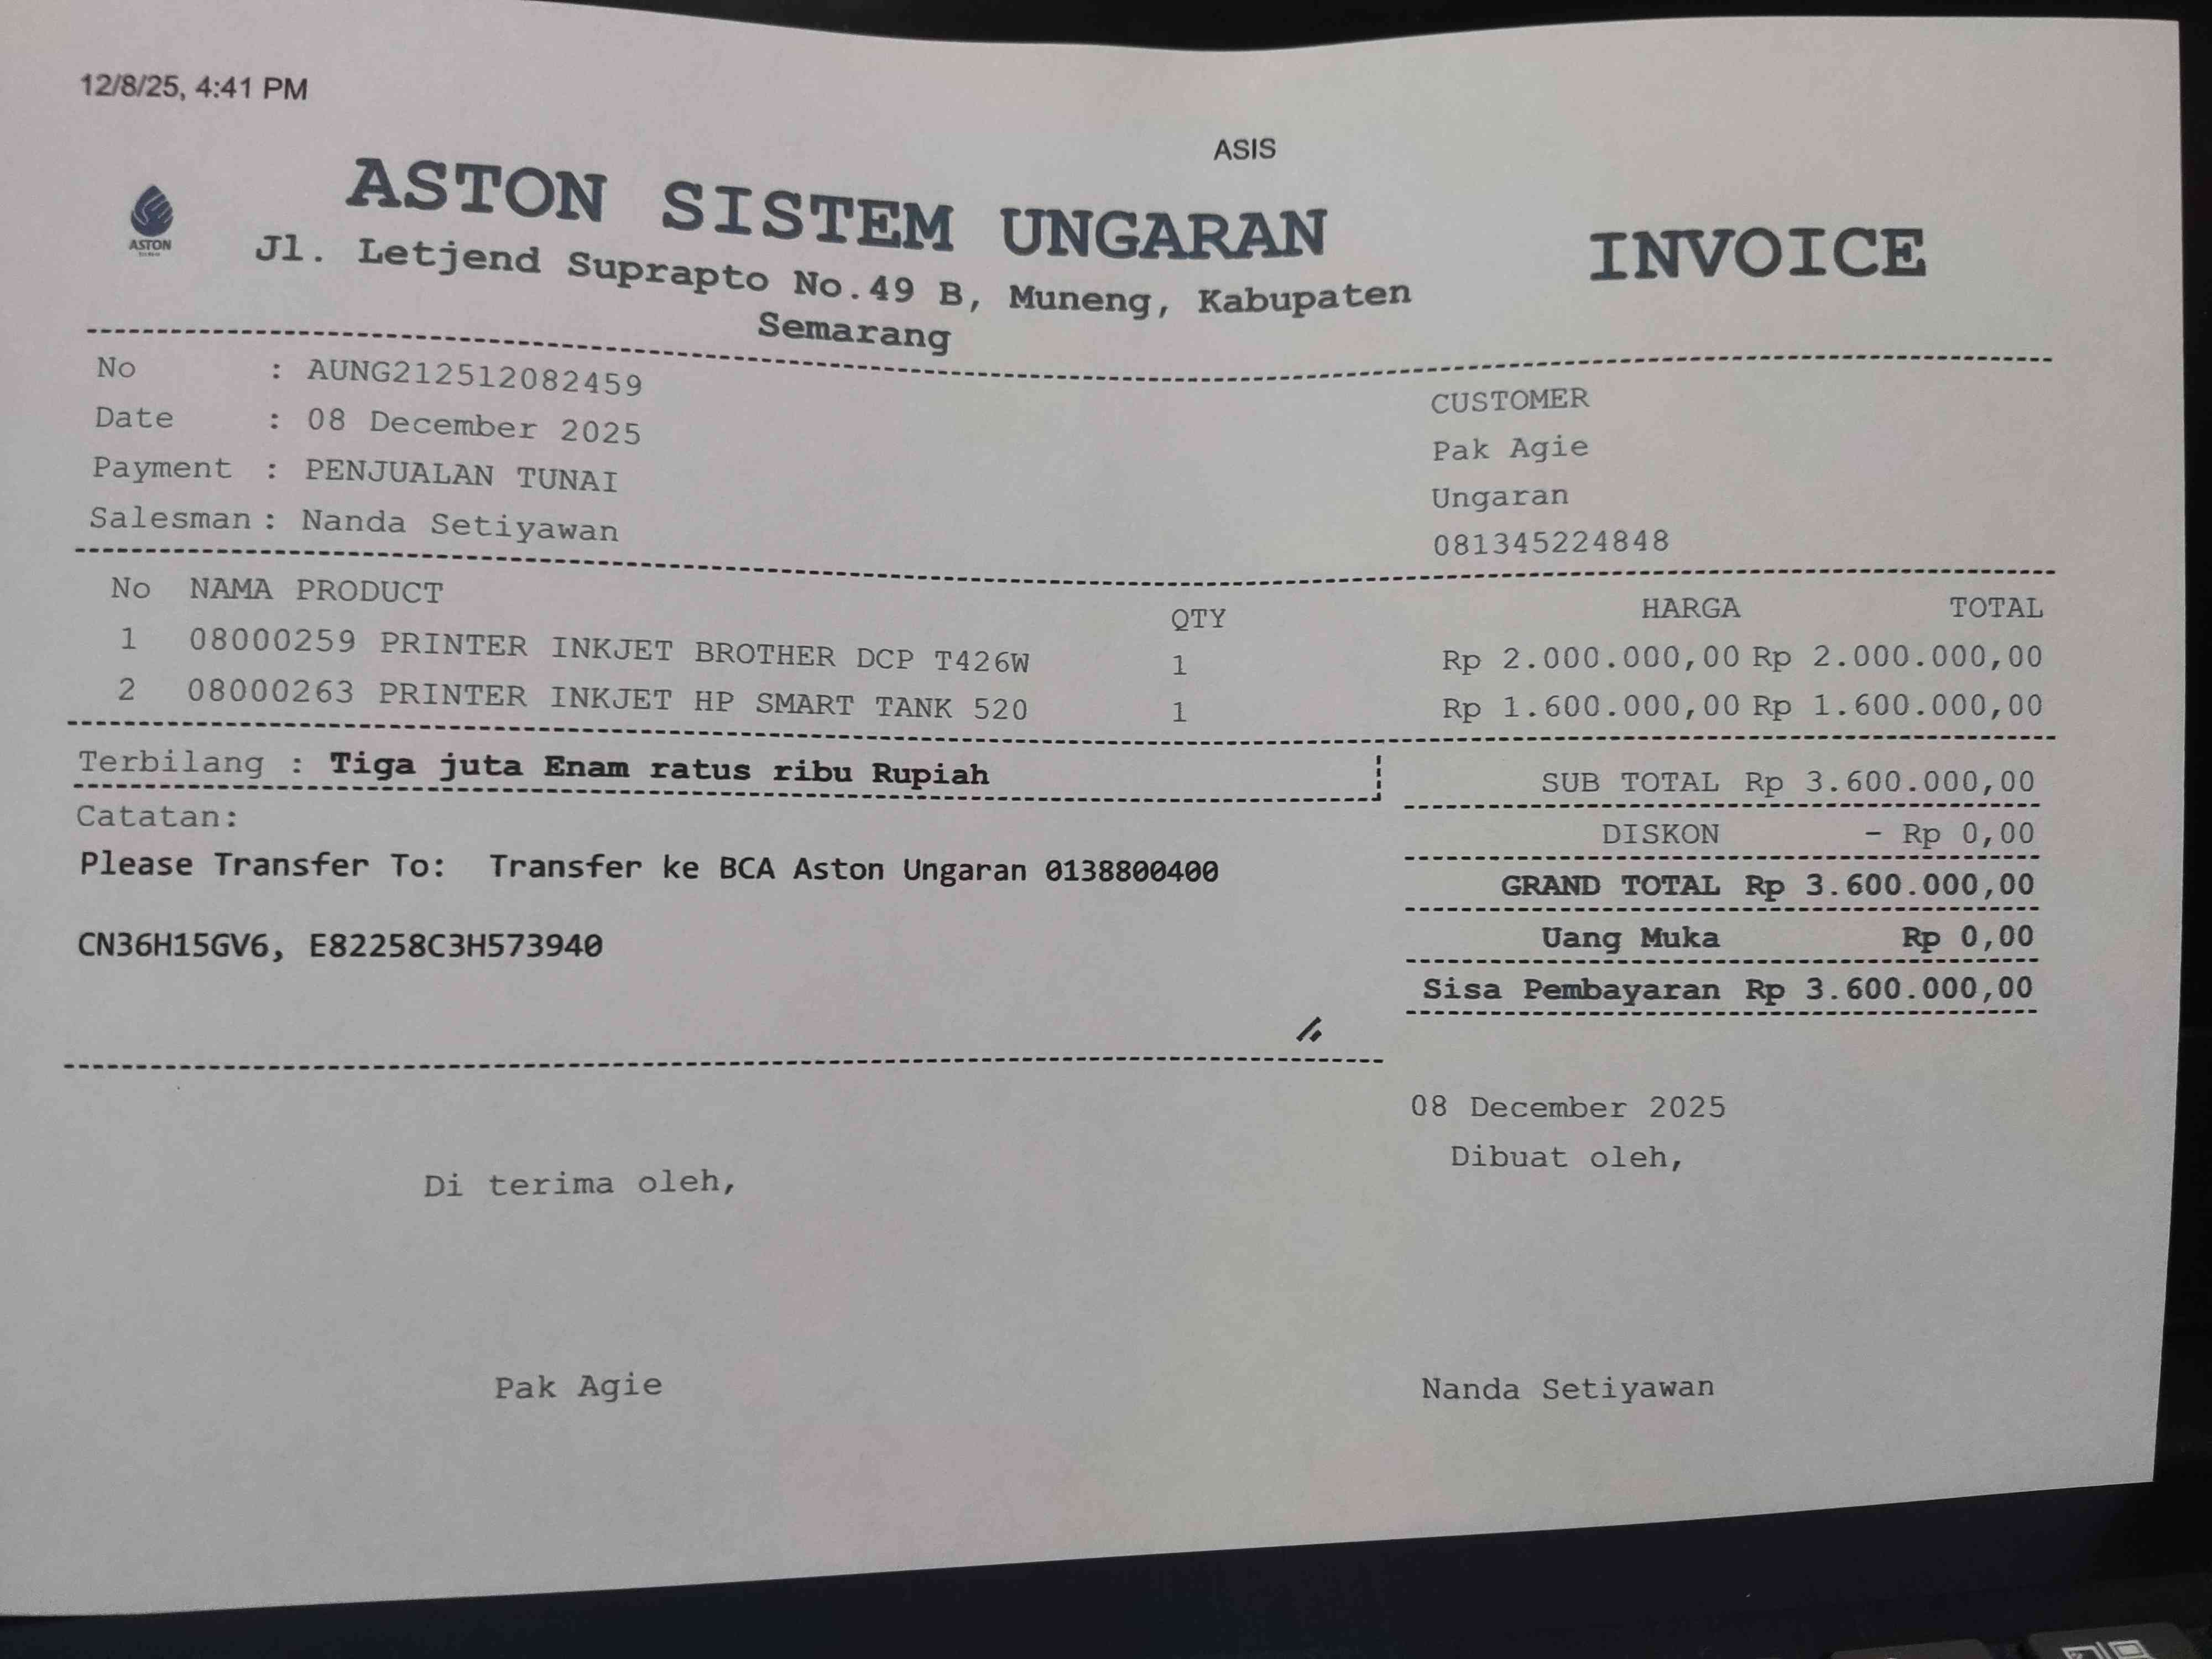 12/8/25, 4:41 PM
ASIS
ASTON
ASTON SISTEM UNGARAN
INVOICE
Jl. Letjend Suprapto No.49 B, Muneng, Kabupaten
Semarang
No : AUNG212512082459
Date : 08 December 2025
Payment : PENJUALAN TUNAI
Salesman : Nanda Setiyawan
CUSTOMER
Pak Agie
Ungaran
081345224848
No NAMA PRODUCT QTY HARGA TOTAL
1 08000259 PRINTER INKJET BROTHER DCP T426W 1 Rp 2.000.000,00 Rp 2.000.000,00
2 08000263 PRINTER INKJET HP SMART TANK 520 1 Rp 1.600.000,00 Rp 1.600.000,00
Terbilang : Tiga juta Enam ratus ribu Rupiah
Catatan:
Please Transfer To: Transfer ke BCA Aston Ungaran 0138800400
CN36H15GV6, E82258C3H573940
SUB TOTAL Rp 3.600.000,00
DISKON - Rp 0,00
GRAND TOTAL Rp 3.600.000,00
Uang Muka Rp 0,00
Sisa Pembayaran Rp 3.600.000,00
08 December 2025
Di terima oleh,
Dibuat oleh,
Pak Agie
Nanda Setiyawan